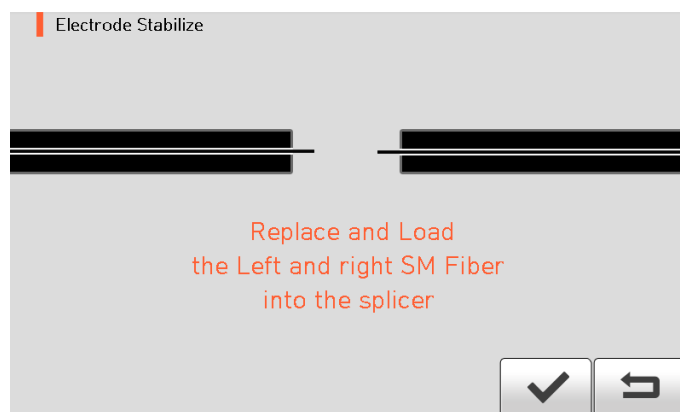 Electrode Stabilize
Replace and Load
the Left and right SM Fiber
into the splicer